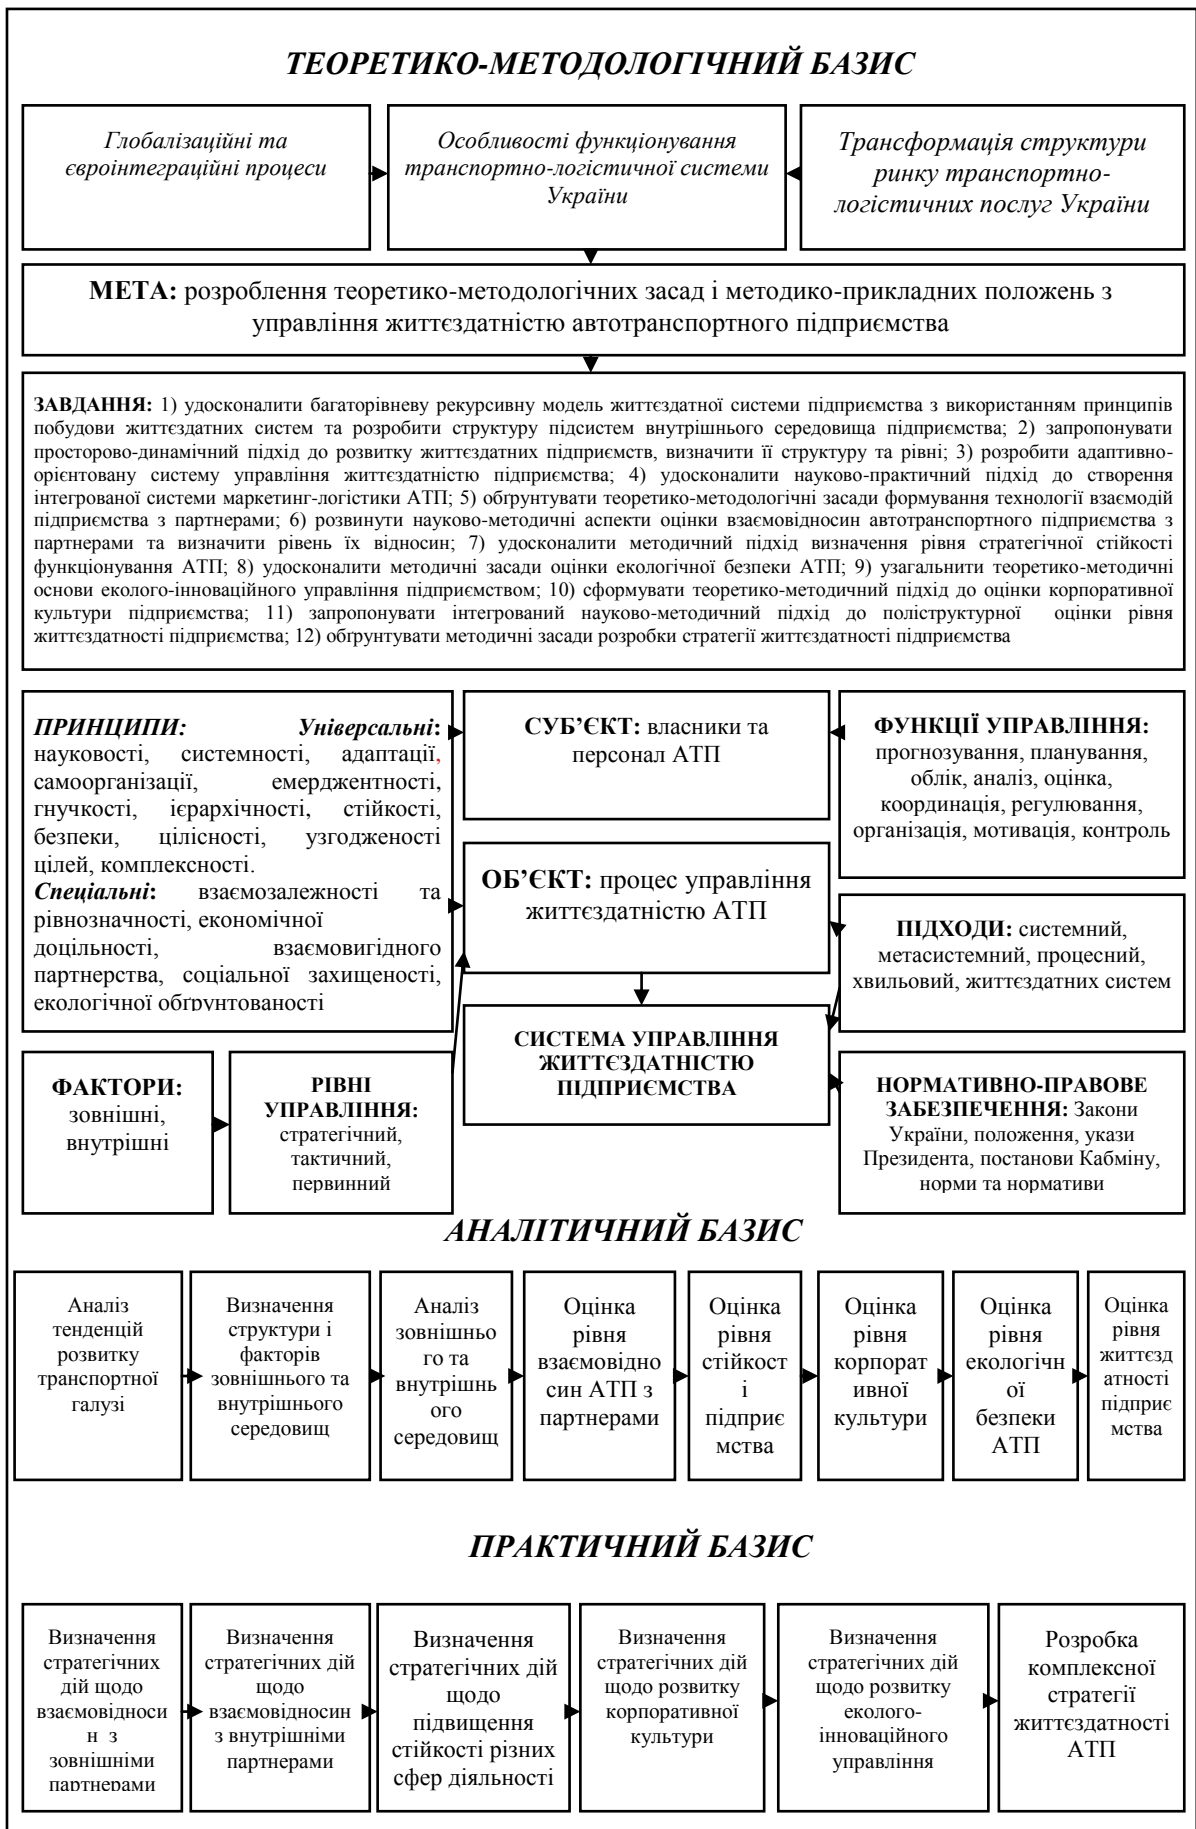 ТЕОРЕТИКО-МЕТОДОЛОГІЧНИЙ БАЗИС
Глобалізаційні та
євроінтеграційні процеси
Особливості функціонування
транспортно-логістичної системи
України
Трансформація структури
ринку транспортно-
логістичних послуг України
МЕТА: розроблення теоретико-методологічних засад і методико-прикладних положень з
управління життєздатністю автотранспортного підприємства
ЗАВДАННЯ: 1) удосконалити багаторівневу рекурсивну модель життєздатної системи підприємства з використанням принципів
побудови життєздатних систем та розробити структуру підсистем внутрішнього середовища підприємства; 2) запропонувати
просторово-динамічний підхід до розвитку життєздатних підприємств, визначити її структуру та рівні; 3) розробити адаптивно-
орієнтовану систему управління життєздатністю підприємства; 4) удосконалити науково-практичний підхід до створення
інтегрованої системи маркетинг-логістики АТП; 5) обґрунтувати теоретико-методологічні засади формування технології взаємодій
підприємства з партнерами; 6) розвинути науково-методичні аспекти оцінки взаємовідносин автотранспортного підприємства з
партнерами та визначити рівень їх відносин; 7) удосконалити методичний підхід визначення рівня стратегічної стійкості
функціонування АТП; 8) удосконалити методичні засади оцінки екологічної безпеки АТП; 9) узагальнити теоретико-методичні
основи еколого-інноваційного управління підприємством; 10) сформувати теоретико-методичний підхід до оцінки корпоративної
культури підприємства; 11) запропонувати інтегрований науково-методичний підхід до поліструктурної оцінки рівня
життєздатності підприємства; 12) обґрунтувати методичні засади розробки стратегії життєздатності підприємства
ПРИНЦИПИ: Універсальні:
науковості, системності, адаптації,
самоорганізації, емерджентності,
гнучкості, ієрархічності, стійкості,
безпеки, цілісності, узгодженості
цілей, комплексності.
Спеціальні: взаємозалежності та
рівнозначності, економічної
доцільності, взаємовигідного
партнерства, соціальної захищеності,
екологічної обґрунтованості
СУБ’ЄКТ: власники та
персонал АТП
ФУНКЦІЇ УПРАВЛІННЯ:
прогнозування, планування,
облік, аналіз, оцінка,
координація, регулювання,
організація, мотивація, контроль
ОБ’ЄКТ: процес управління
життєздатністю АТП
ПІДХОДИ: системний,
метасистемний, процесний,
хвильовий, життєздатних систем
СИСТЕМА УПРАВЛІННЯ
ЖИТТЄЗДАТНІСТЮ
ПІДПРИЄМСТВА
ФАКТОРИ:
зовнішні,
внутрішні
РІВНІ
УПРАВЛІННЯ:
стратегічний,
тактичний,
первинний
НОРМАТИВНО-ПРАВОВЕ
ЗАБЕЗПЕЧЕННЯ: Закони
України, положення, укази
Президента, постанови Кабміну,
норми та нормативи
АНАЛІТИЧНИЙ БАЗИС
Аналіз
тенденцій
розвитку
транспортної
галузі
Визначення
структури і
факторів
зовнішнього та
внутрішнього
середовищ
Аналіз
зовнішньо
го та
внутрішнь
ого
середовищ
Оцінка
рівня
взаємовідно
син АТП з
партнерами
Оцінка
рівня
стійкост
і
підприє
мства
Оцінка
рівня
корпорат
ивної
культури
Оцінка
рівня
екологічн
ої
безпеки
АТП
Оцінка
рівня
життєзд
атності
підприє
мства
ПРАКТИЧНИЙ БАЗИС
Визначення
стратегічних
дій щодо
взаємовідноси
н з
зовнішніми
партнерами
Визначення
стратегічних дій
щодо
взаємовідносин
з внутрішніми
партнерами
Визначення
стратегічних дій
щодо
підвищення
стійкості різних
сфер діяльності
Визначення
стратегічних дій
щодо розвитку
корпоративної
культури
Визначення
стратегічних дій
щодо розвитку
еколого-
інноваційного
управління
Розробка
комплексної
стратегії
життєздатності
АТП